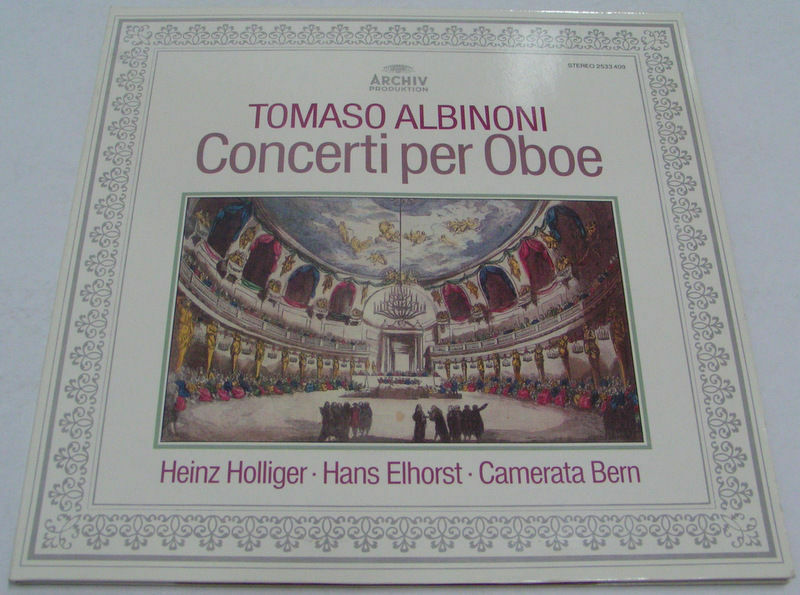 STEREO 2533 409
ARCHIV
PRODUKTION
TOMASO ALBINONI
Concerti per Oboe
Heinz Holliger · Hans Elhorst · Camerata Bern